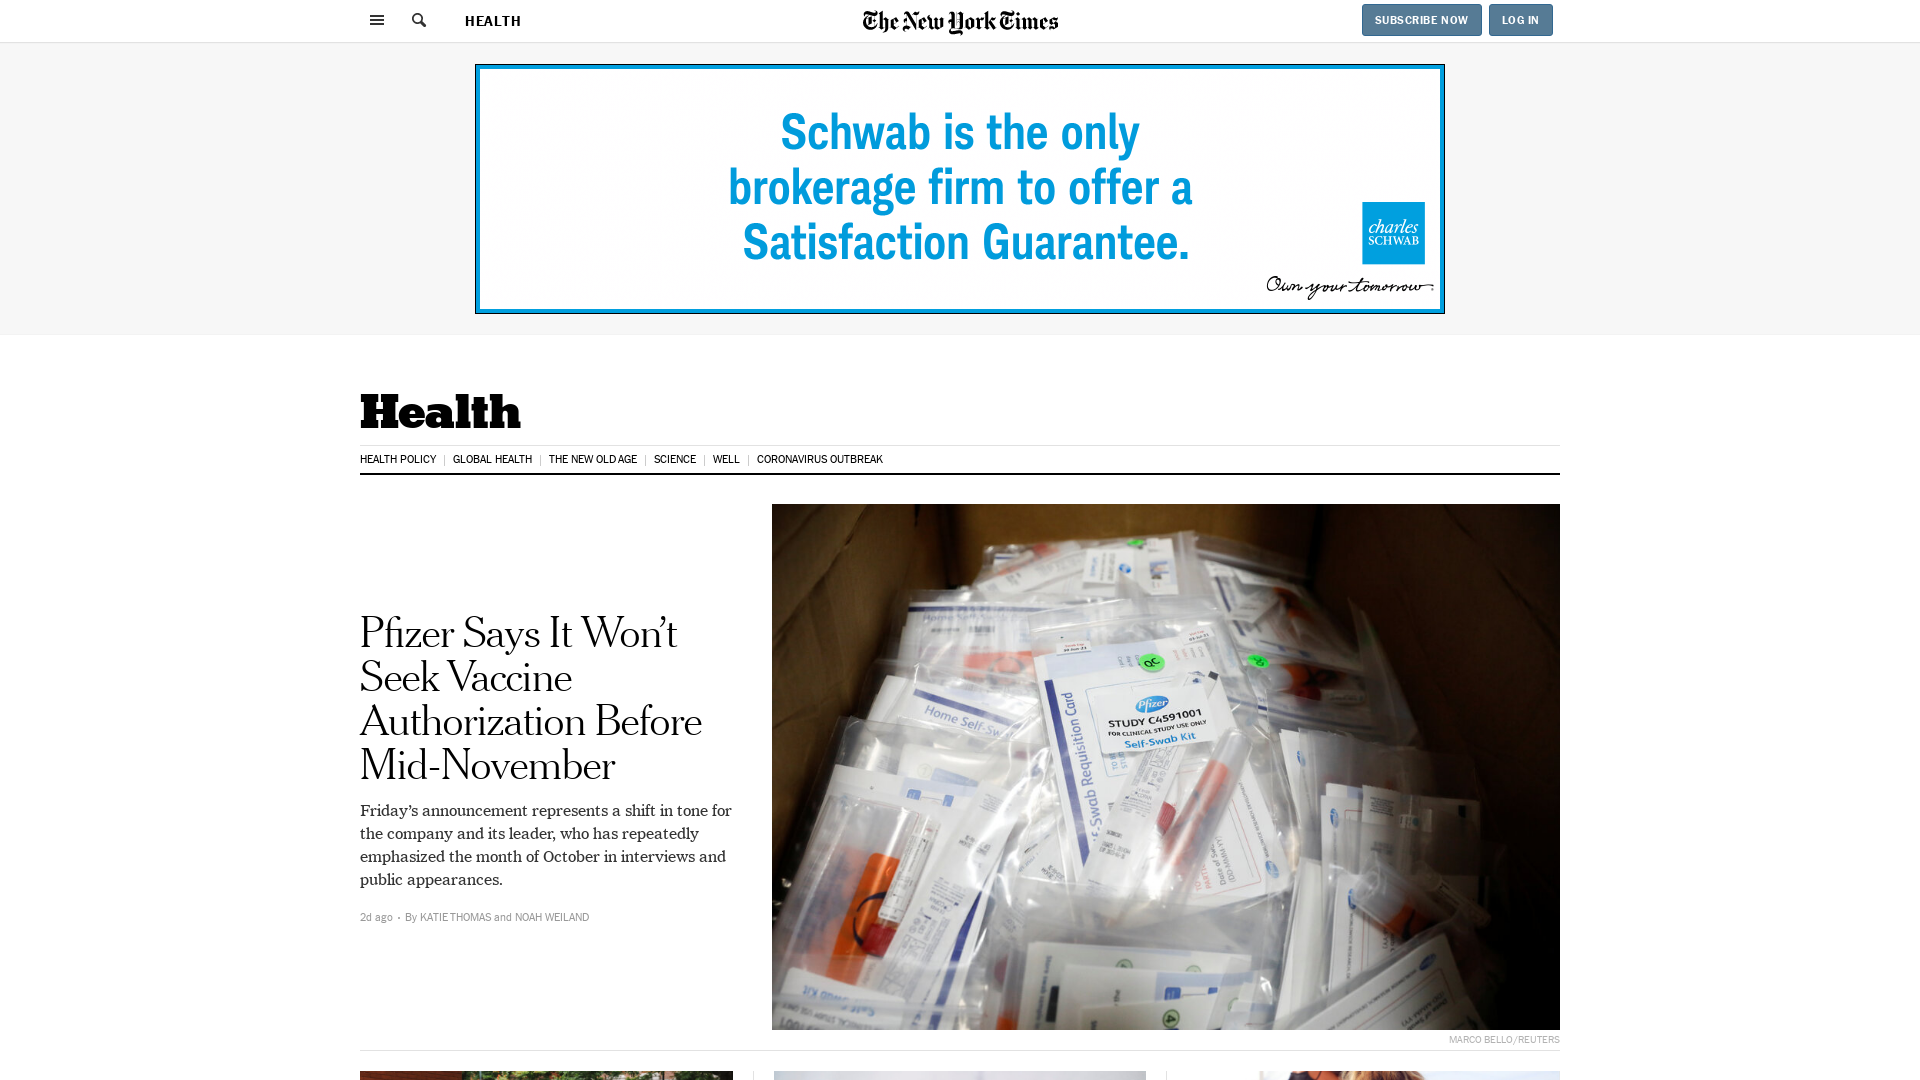 HEALTH
The New York Times
SUBSCRIBE NOW
LOG IN
Schwab is the only
brokerage firm to offer a
Satisfaction Guarantee.
charles
SCHWAB
Own your tomorrow
Health
HEALTH POLICY
GLOBAL HEALTH
THE NEW OLD AGE
SCIENCE
WELL
CORONAVIRUS OUTBREAK
Pfizer Says It Won’t
Seek Vaccine
Authorization Before
Mid-November
Friday’s announcement represents a shift in tone for
the company and its leader, who has repeatedly
emphasized the month of October in interviews and
public appearances.
2d ago • By KATIE THOMAS and NOAH WEILAND
QC
Pfizer
STUDY C4591001
FOR CLINICAL STUDY USE ONLY
Self-Swab Kit
Home Self-Sw
f-Swab Requisition Card
MARCO BELLO/REUTERS